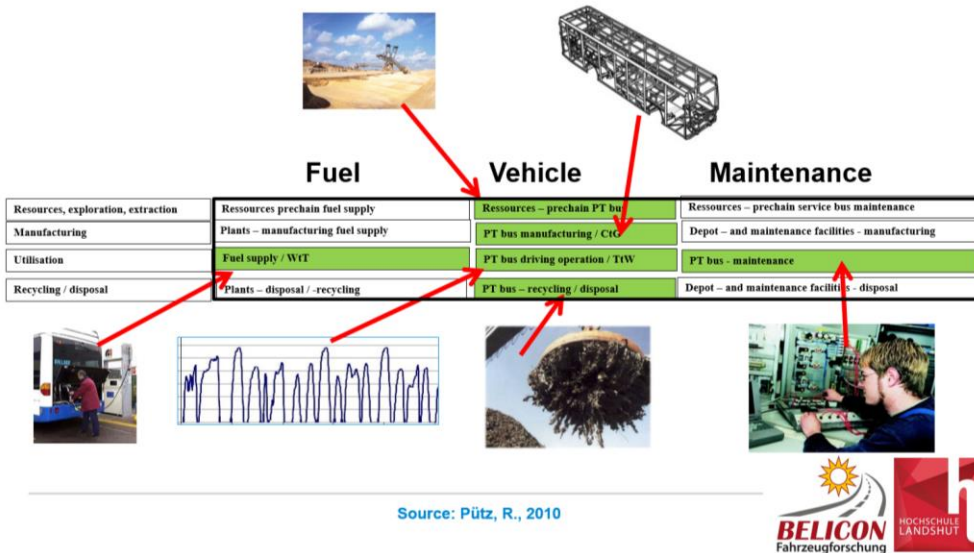 Fuel Vehicle Maintenance
Resources, exploration, extraction Ressources prechain fuel supply Ressources – prechain PT bus Ressources – prechain service bus maintenance
Manufacturing Plants – manufacturing fuel supply PT bus manufacturing / CtG Depot – and maintenance facilities - manufacturing
Utilisation Fuel supply / WtT PT bus driving operation / TtW PT bus - maintenance
Recycling / disposal Plants – disposal / -recycling PT bus – recycling / disposal Depot – and maintenance facilities - disposal
Source: Pütz, R., 2010
BELICON
Fahrzeugforschung
HOCHSCHULE
LANDSHUT
h